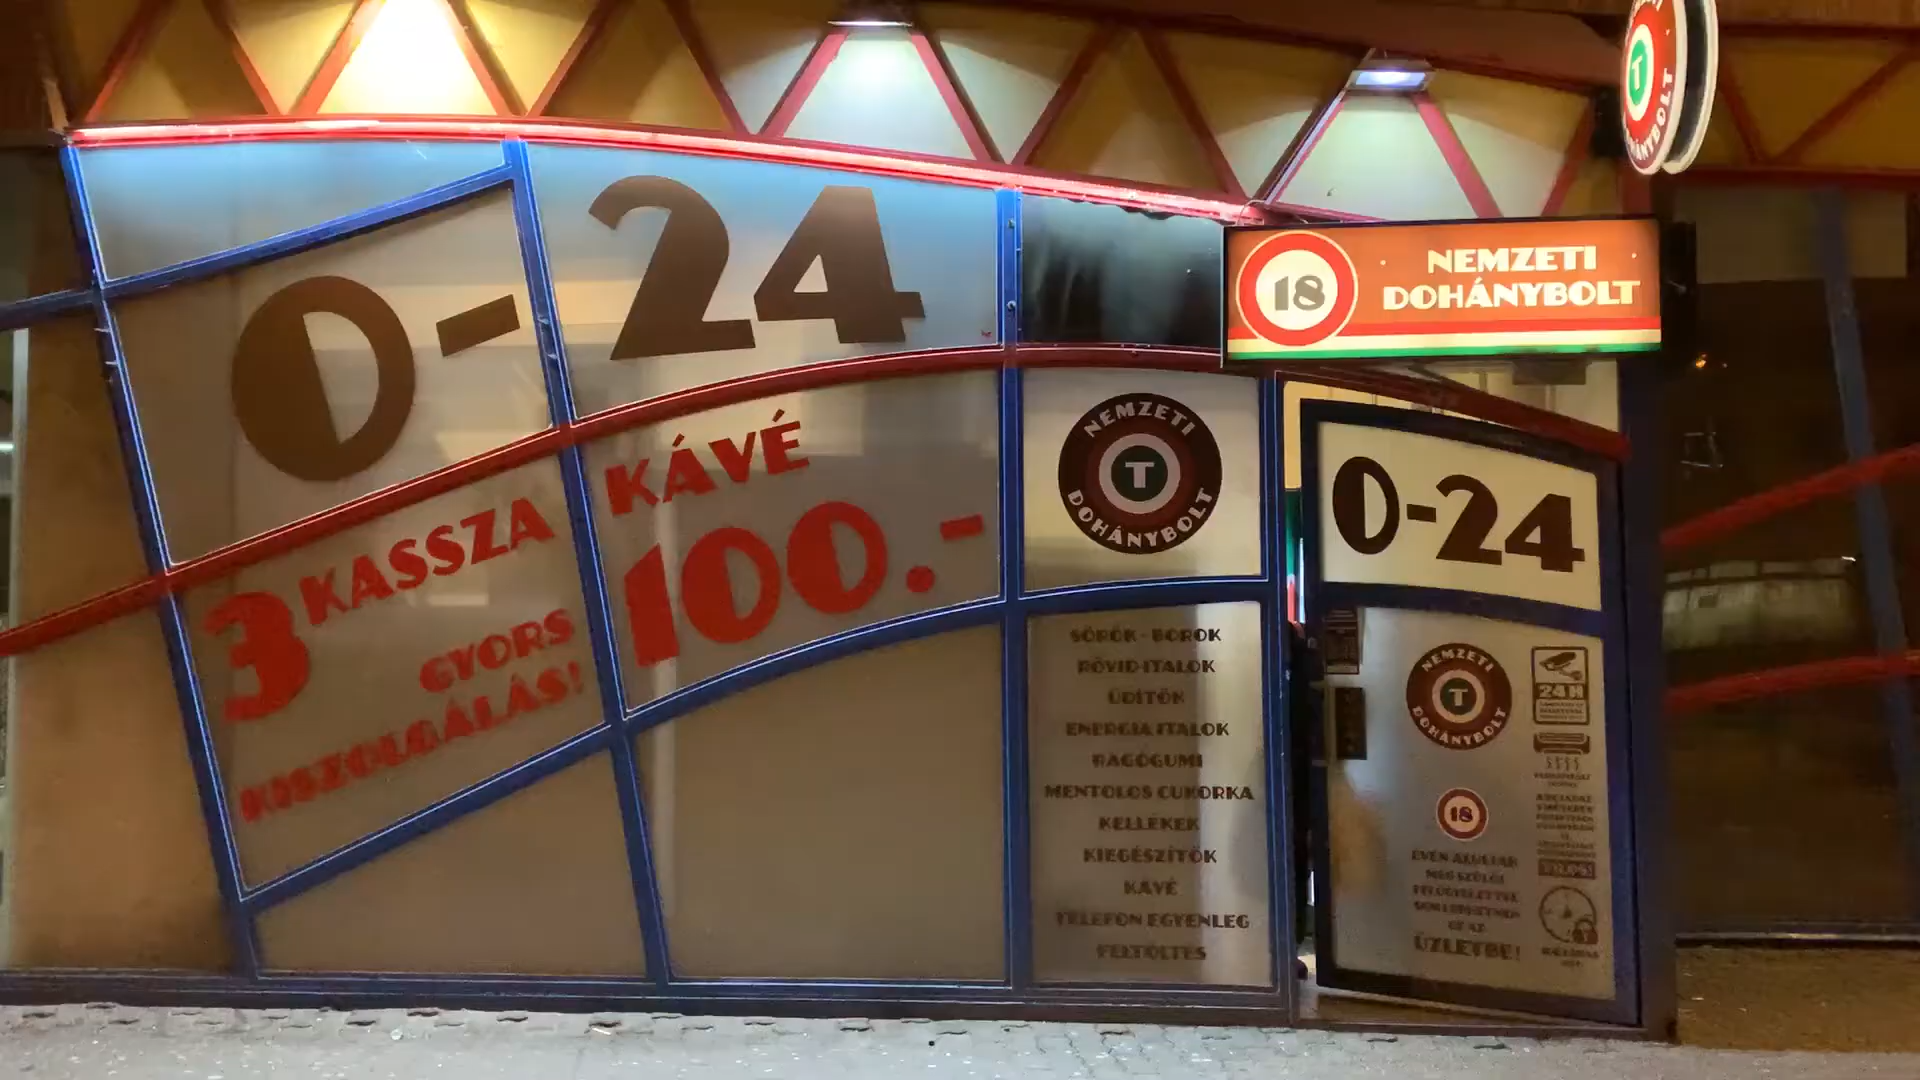 0-24
3 KASSZA
GYORS
KISZOLGÁLÁS!
KÁVÉ
100.-
18
NEMZETI
DOHÁNYBOLT
NEMZETI
T
DOHÁNYBOLT
SÖRÖK - BOROK
RÖVID ITALOK
ÜDÍTŐK
ENERGIA ITALOK
RÁGÓGUMI
MENTOLOS CUKORKA
KELLÉKEK
KIEGÉSZÍTŐK
KÁVÉ
TELEFON EGYENLEG
FELTÖLTÉS
T
DOHÁNYBOLT
0-24
NEMZETI
T
DOHÁNYBOLT
24 H
18
ÉVEN ALULIAK
ÜZLETBE!